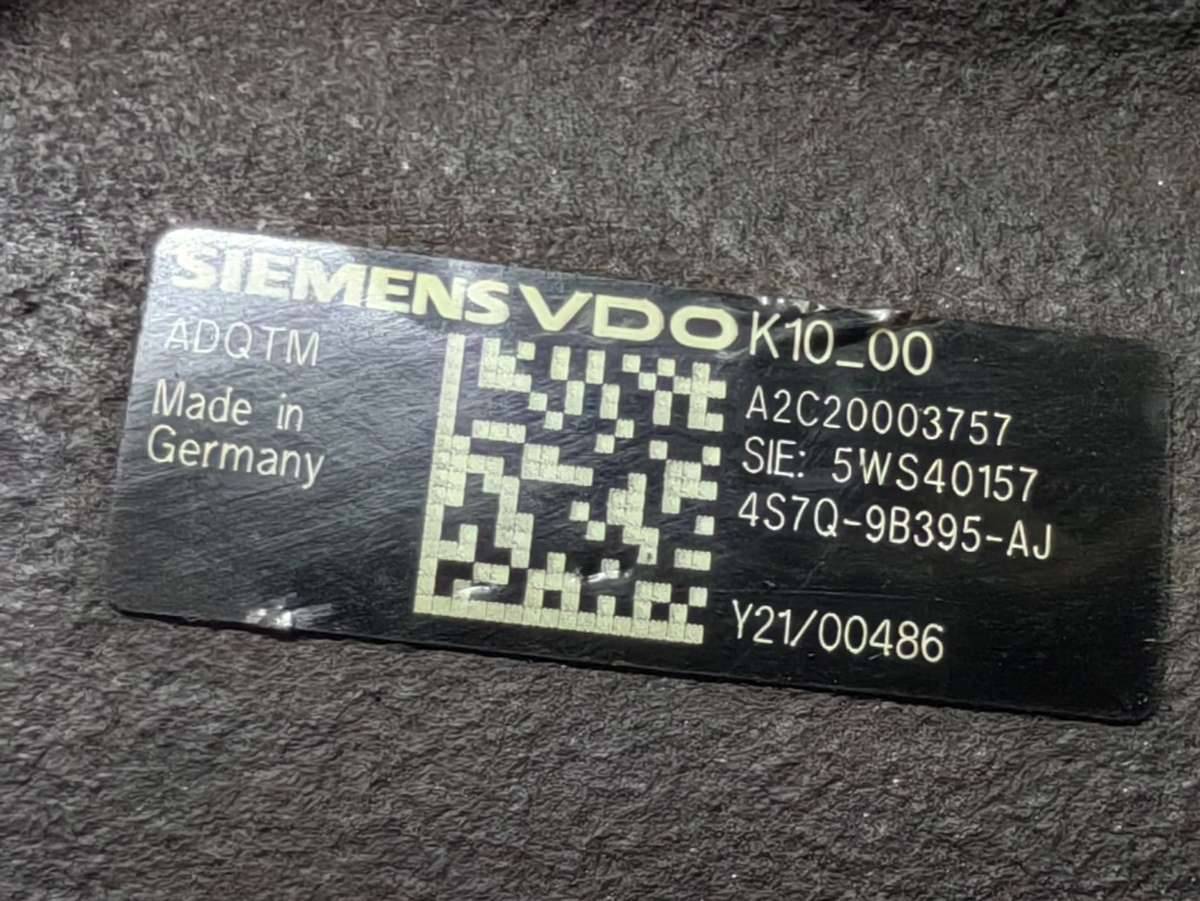 SIEMENS VDO
K10_00
ADQTM
Made in
Germany
A2C20003757
SIE: 5WS40157
4S7Q-9B395-AJ
Y21/00486